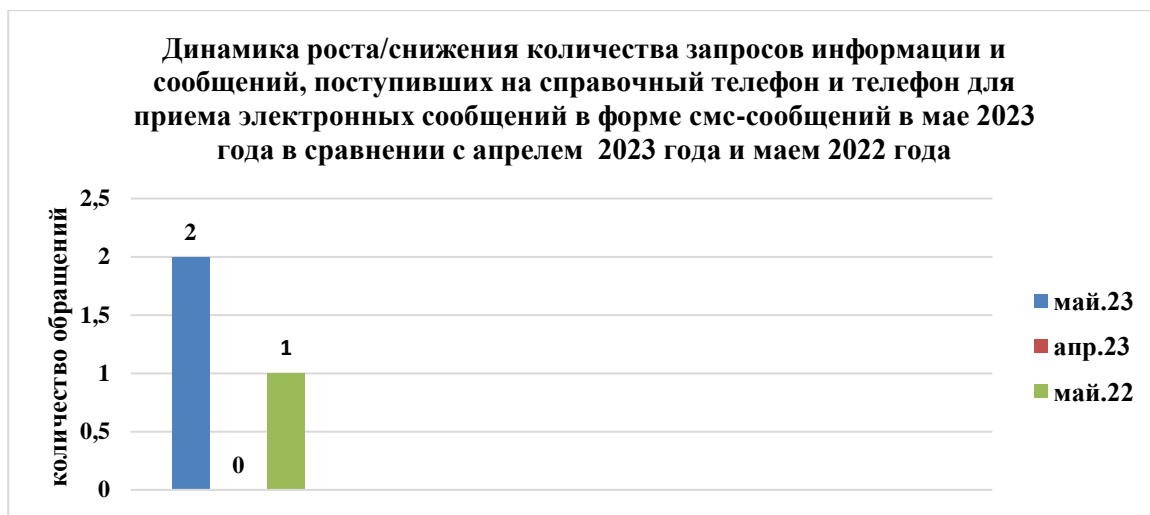 Динамика роста/снижения количества запросов информации и
сообщений, поступивших на справочный телефон и телефон для
приема электронных сообщений в форме смс-сообщений в мае 2023
года в сравнении с апрелем  2023 года и маем 2022 года
количество обращений
2,5
2
1,5
1
0,5
0
2
0
1
май.23
апр.23
май.22